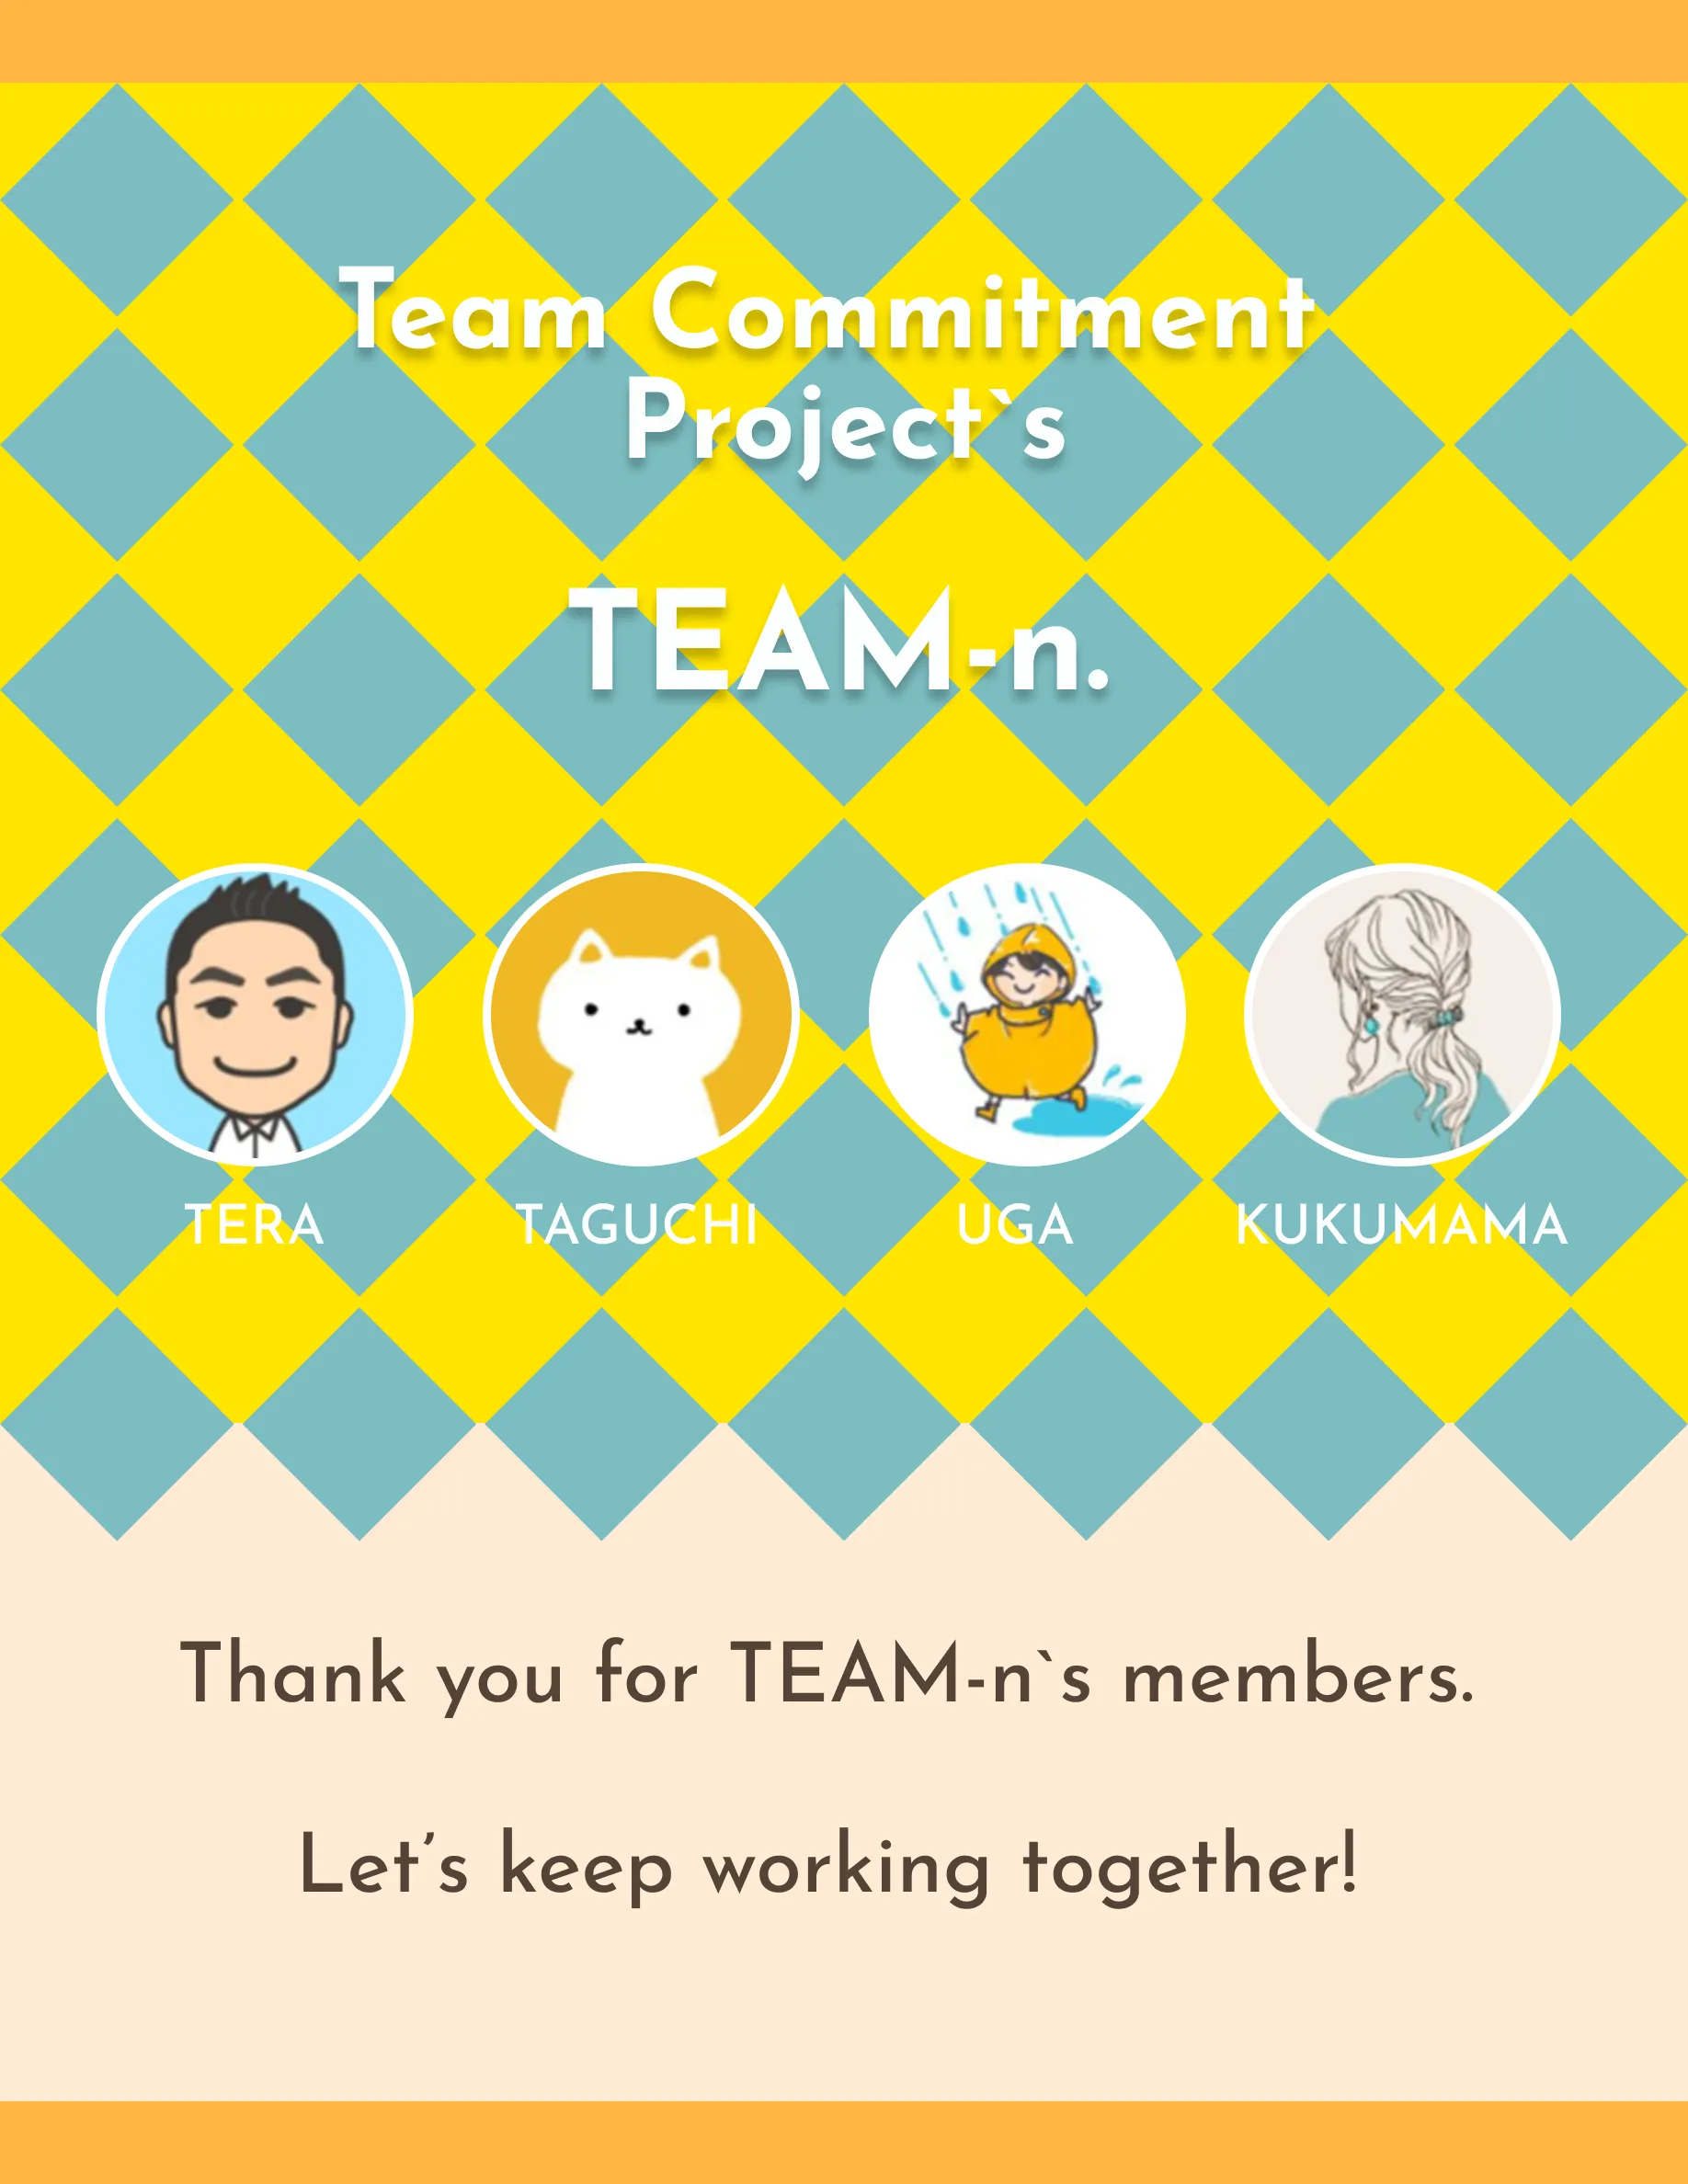 Team Commitment
Project`s
TEAM-n.
TERA
TAGUCHI
UGA
KUKUMAMA
Thank you for TEAM-n`s members.
Let’s keep working together!